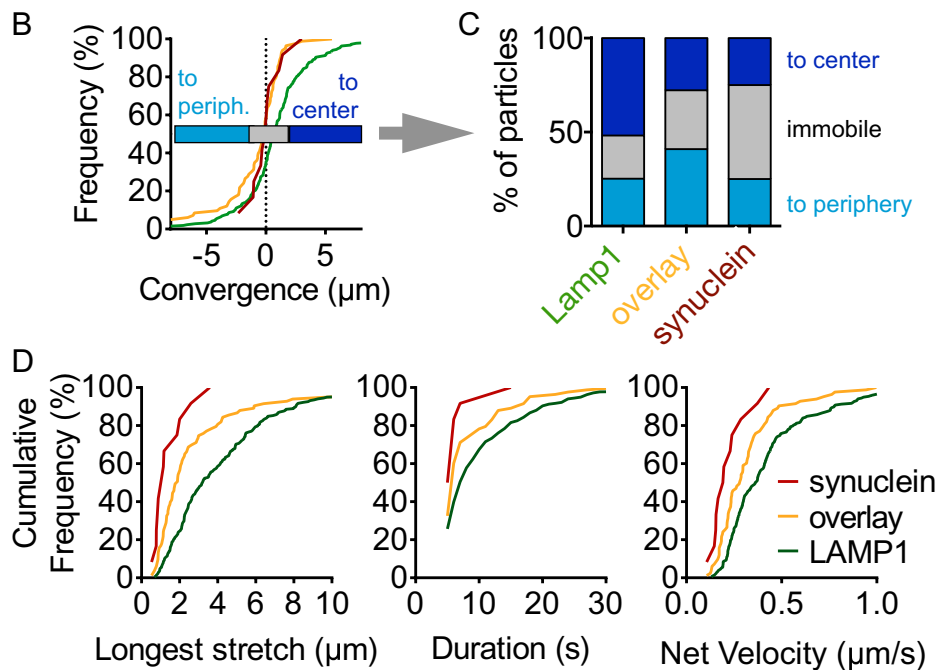 B
Frequency (%)
100
80
60
40
20
0
to periph.
to center
-5 0 5
Convergence (µm)
C
% of particles
100
50
0
to center
immobile
to periphery
Lamp1
overlay
synuclein
D
Cumulative
Frequency (%)
100
80
60
40
20
0
0 2 4 6 8 10
Longest stretch (µm)
100
80
60
40
20
0
0 10 20 30
Duration (s)
100
80
60
40
20
0
0.0 0.5 1.0
Net Velocity (µm/s)
synuclein
overlay
LAMP1